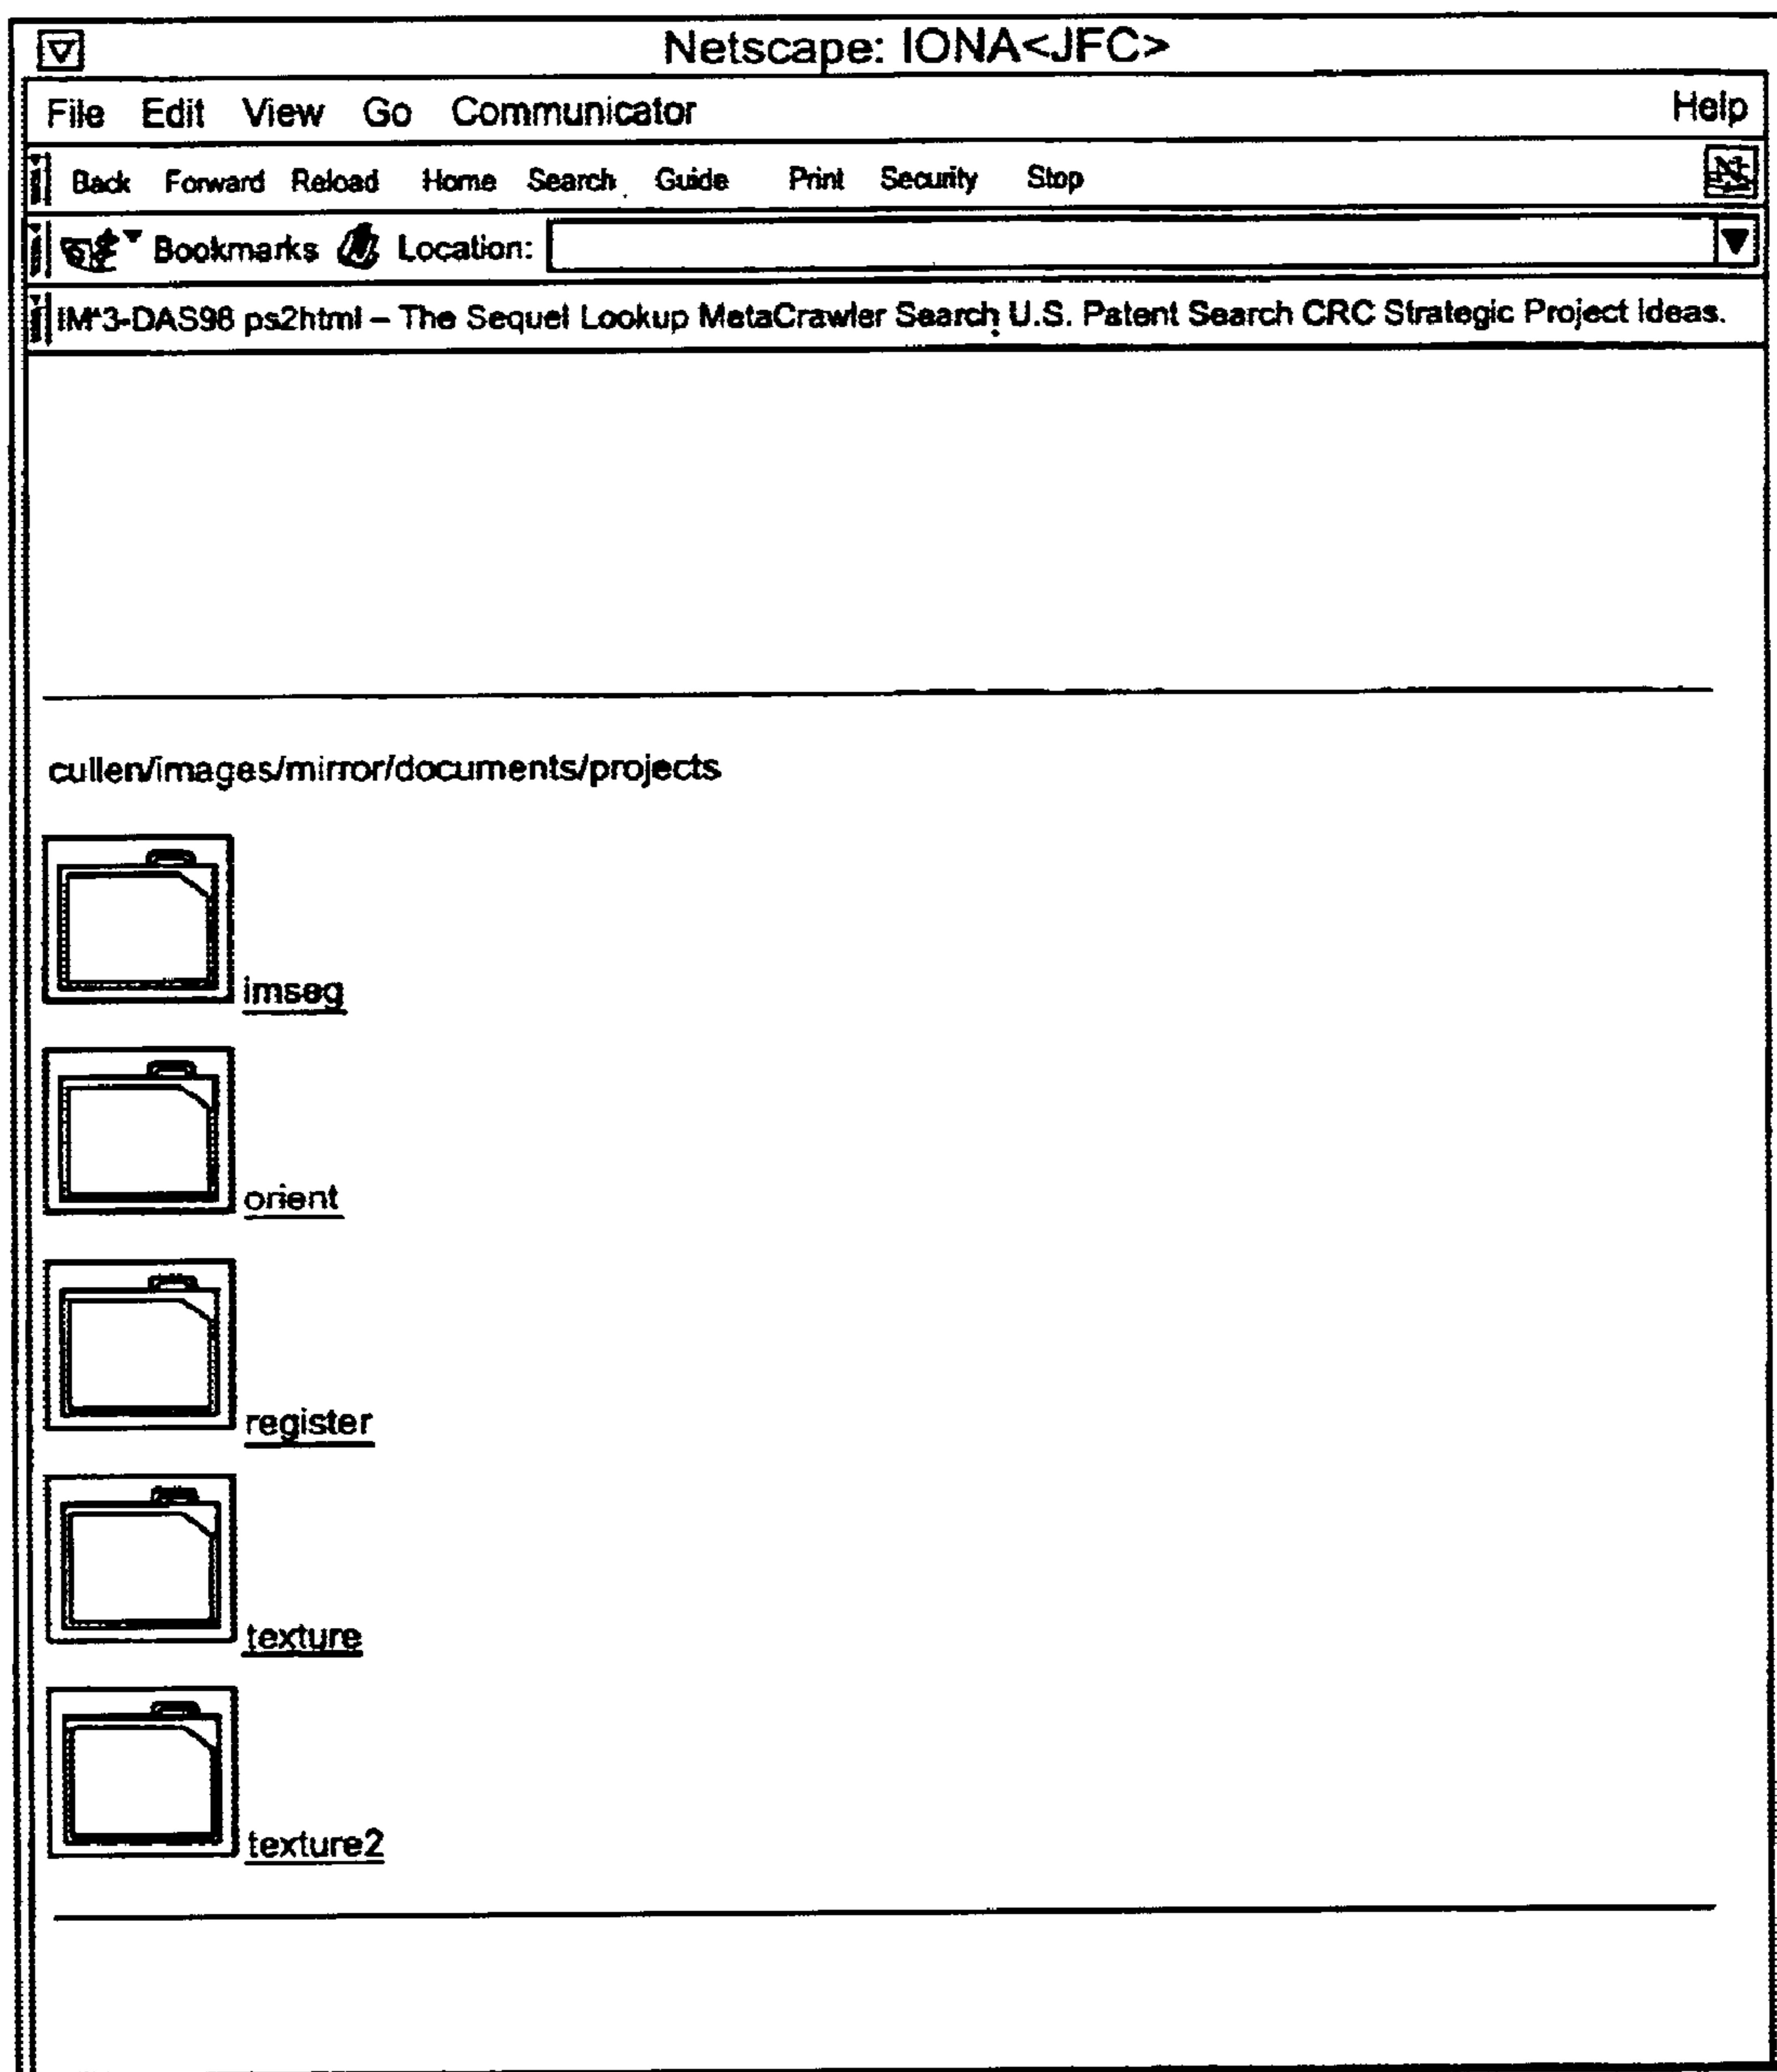 Netscape: IONA<JFC>
File Edit View Go Communicator Help
Back Forward Reload Home Search Guide Print Security Stop
Bookmarks Location:
IM^3-DAS98 ps2html – The Sequel Lookup MetaCrawler Search U.S. Patent Search CRC Strategic Project Ideas.
cullen/images/mirror/documents/projects
imseg
orient
register
texture
texture2